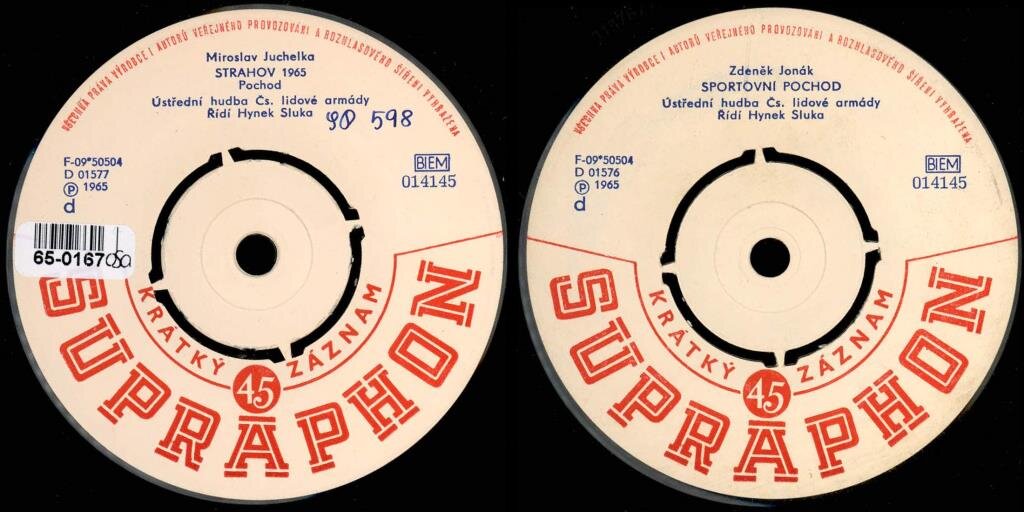 VŠECHNA PRÁVA VÝROBCE I AUTORŮ VEŘEJNÉHO PROVOZOVÁNÍ A ROZHLASOVÉHO ŠÍŘENÍ VYHRAŽENA
Miroslav Juchelka
STRAHOV 1965
Pochod
Ústřední hudba Čs. lidové armády
Řídí Hynek Sluka
90 598
F-09*50504
D 01577
Ⓟ 1965
d
BIEM
014145
65-0167
KRÁTKÝ 45 ZÁZNAM
SUPRAPHON
VŠECHNA PRÁVA VÝROBCE I AUTORŮ VEŘEJNÉHO PROVOZOVÁNÍ A ROZHLASOVÉHO ŠÍŘENÍ VYHRAŽENA
Zdeněk Jonák
SPORTOVNÍ POCHOD
Ústřední hudba Čs. lidové armády
Řídí Hynek Sluka
F-09*50504
D 01576
Ⓟ 1965
d
BIEM
014145
KRÁTKÝ 45 ZÁZNAM
SUPRAPHON